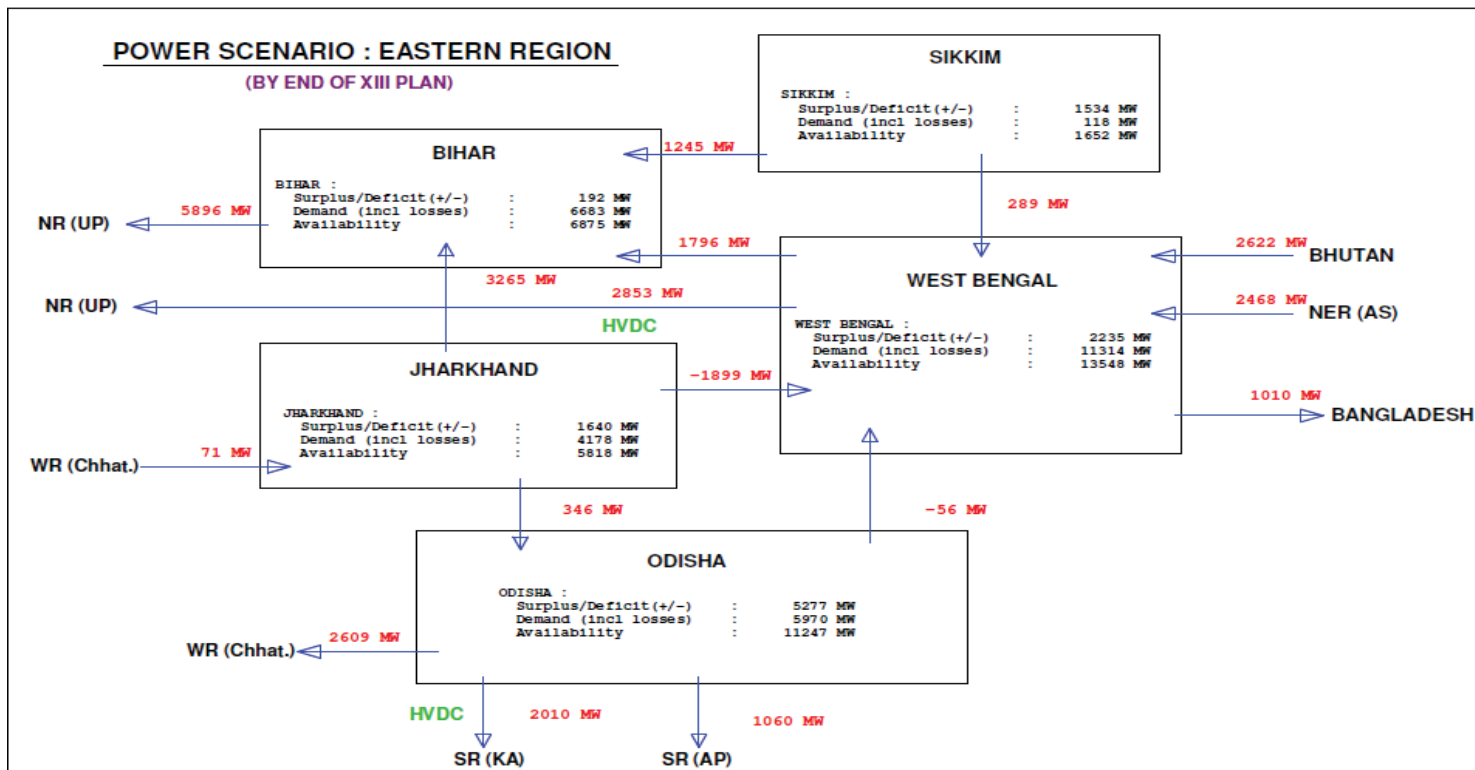 POWER SCENARIO : EASTERN REGION
(BY END OF XIII PLAN)
SIKKIM
SIKKIM :
Surplus/Deficit(+/-) : 1534 MW
Demand (incl losses) : 118 MW
Availability : 1652 MW
1245 MW
289 MW
BIHAR
BIHAR :
Surplus/Deficit(+/-) : 192 MW
Demand (incl losses) : 6683 MW
Availability : 6875 MW
5896 MW
NR (UP)
1796 MW
3265 MW
2853 MW
NR (UP)
HVDC
WEST BENGAL
WEST BENGAL :
Surplus/Deficit(+/-) : 2235 MW
Demand (incl losses) : 11314 MW
Availability : 13548 MW
2622 MW
BHUTAN
2468 MW
NER (AS)
1010 MW
BANGLADESH
JHARKHAND
JHARKHAND :
Surplus/Deficit(+/-) : 1640 MW
Demand (incl losses) : 4178 MW
Availability : 5818 MW
-1899 MW
WR (Chhat.)
71 MW
346 MW
-56 MW
ODISHA
ODISHA :
Surplus/Deficit(+/-) : 5277 MW
Demand (incl losses) : 5970 MW
Availability : 11247 MW
WR (Chhat.)
2609 MW
HVDC
2010 MW
1060 MW
SR (KA)
SR (AP)